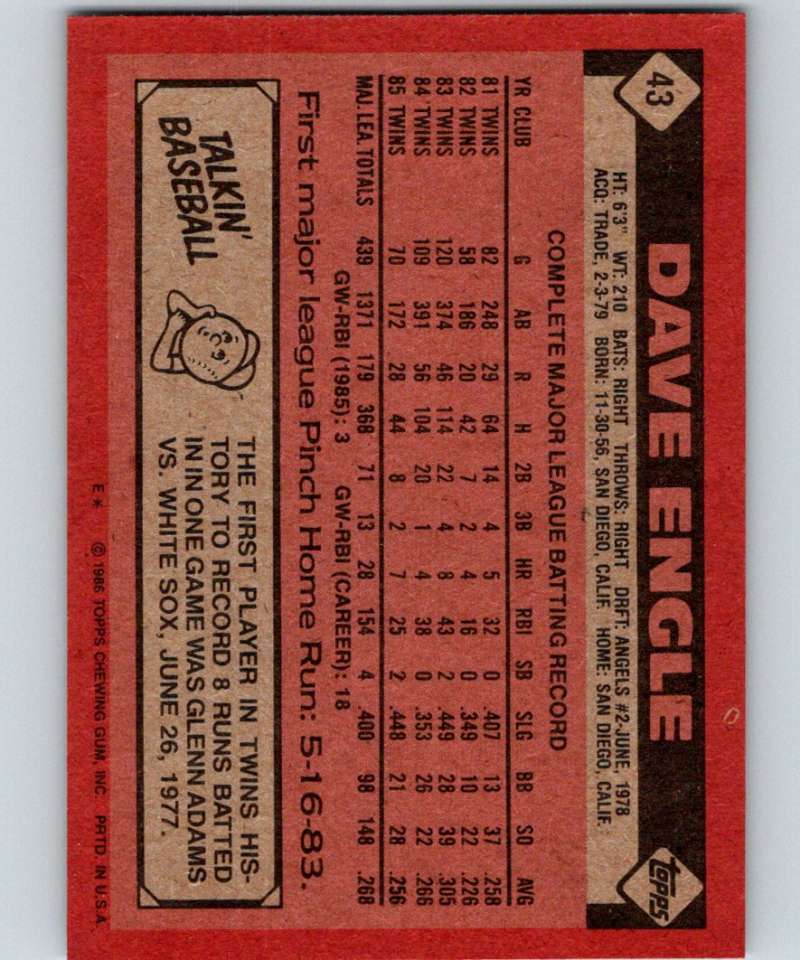 43
DAVE ENGLE
topps
HT: 6'3" WT: 210 BATS: RIGHT THROWS: RIGHT DRFT: ANGELS #2-JUNE, 1978
ACQ: TRADE, 2-3-79 BORN: 11-30-56, SAN DIEGO, CALIF. HOME: SAN DIEGO, CALIF.
COMPLETE MAJOR LEAGUE BATTING RECORD
YR CLUB G AB R H 2B 3B HR RBI SB SLG BB SO AVG
81 TWINS 82 248 29 64 14 4 5 32 0 .407 13 37 .258
82 TWINS 58 186 20 42 7 2 4 16 0 .349 10 22 .226
83 TWINS 120 374 46 114 22 4 8 43 2 .449 28 39 .305
84 TWINS 109 391 56 104 20 1 4 38 0 .353 26 22 .266
85 TWINS 70 172 28 44 8 2 7 25 2 .448 21 28 .256
MAJ. LEA. TOTALS 439 1371 179 368 71 13 28 154 4 .400 98 148 .268
GW-RBI (1985): 3 GW-RBI (CAREER): 18
First major league Pinch Home Run: 5-16-83.
TALKIN'
BASEBALL
THE FIRST PLAYER IN TWINS HIS-
TORY TO RECORD 8 RUNS BATTED
IN IN ONE GAME WAS GLENN ADAMS
VS. WHITE SOX, JUNE 26, 1977.
E* © 1986 TOPPS CHEWING GUM, INC. PRTD. IN U.S.A.